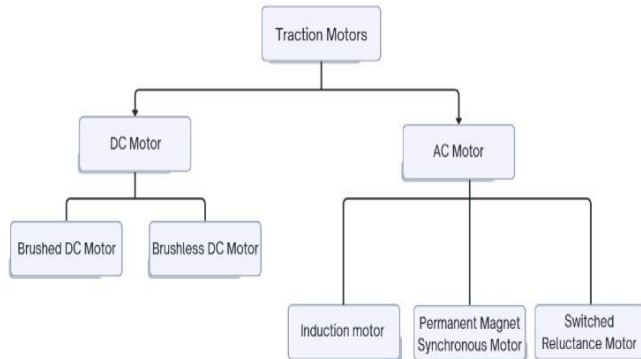 Traction Motors
DC Motor
AC Motor
Brushed DC Motor
Brushless DC Motor
Induction motor
Permanent Magnet
Synchronous Motor
Switched
Reluctance Motor